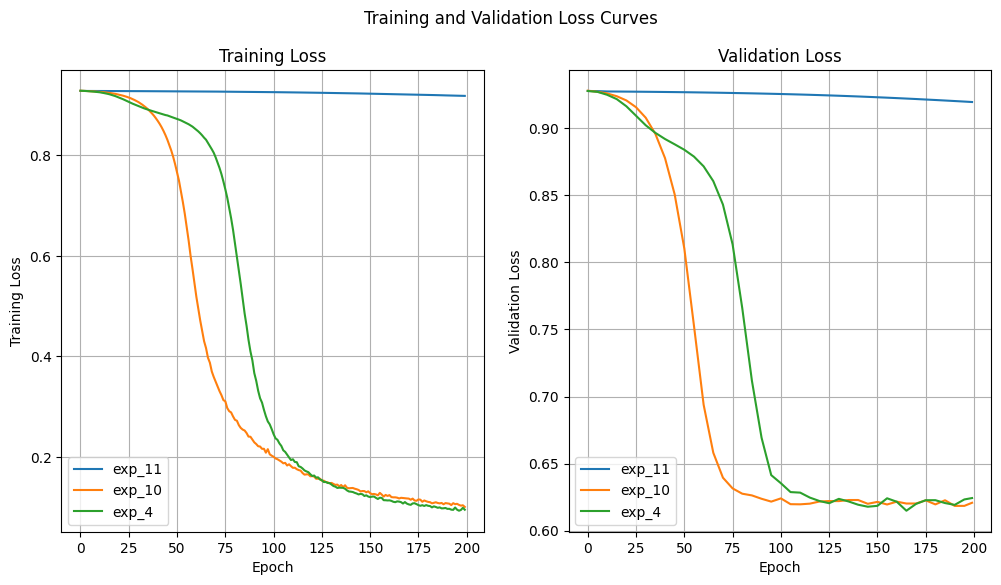 Training and Validation Loss Curves
Training Loss
Training Loss
0.8
0.6
0.4
0.2
exp_11
exp_10
exp_4
0 25 50 75 100 125 150 175 200
Epoch
Validation Loss
Validation Loss
0.90
0.85
0.80
0.75
0.70
0.65
0.60
exp_11
exp_10
exp_4
0 25 50 75 100 125 150 175 200
Epoch